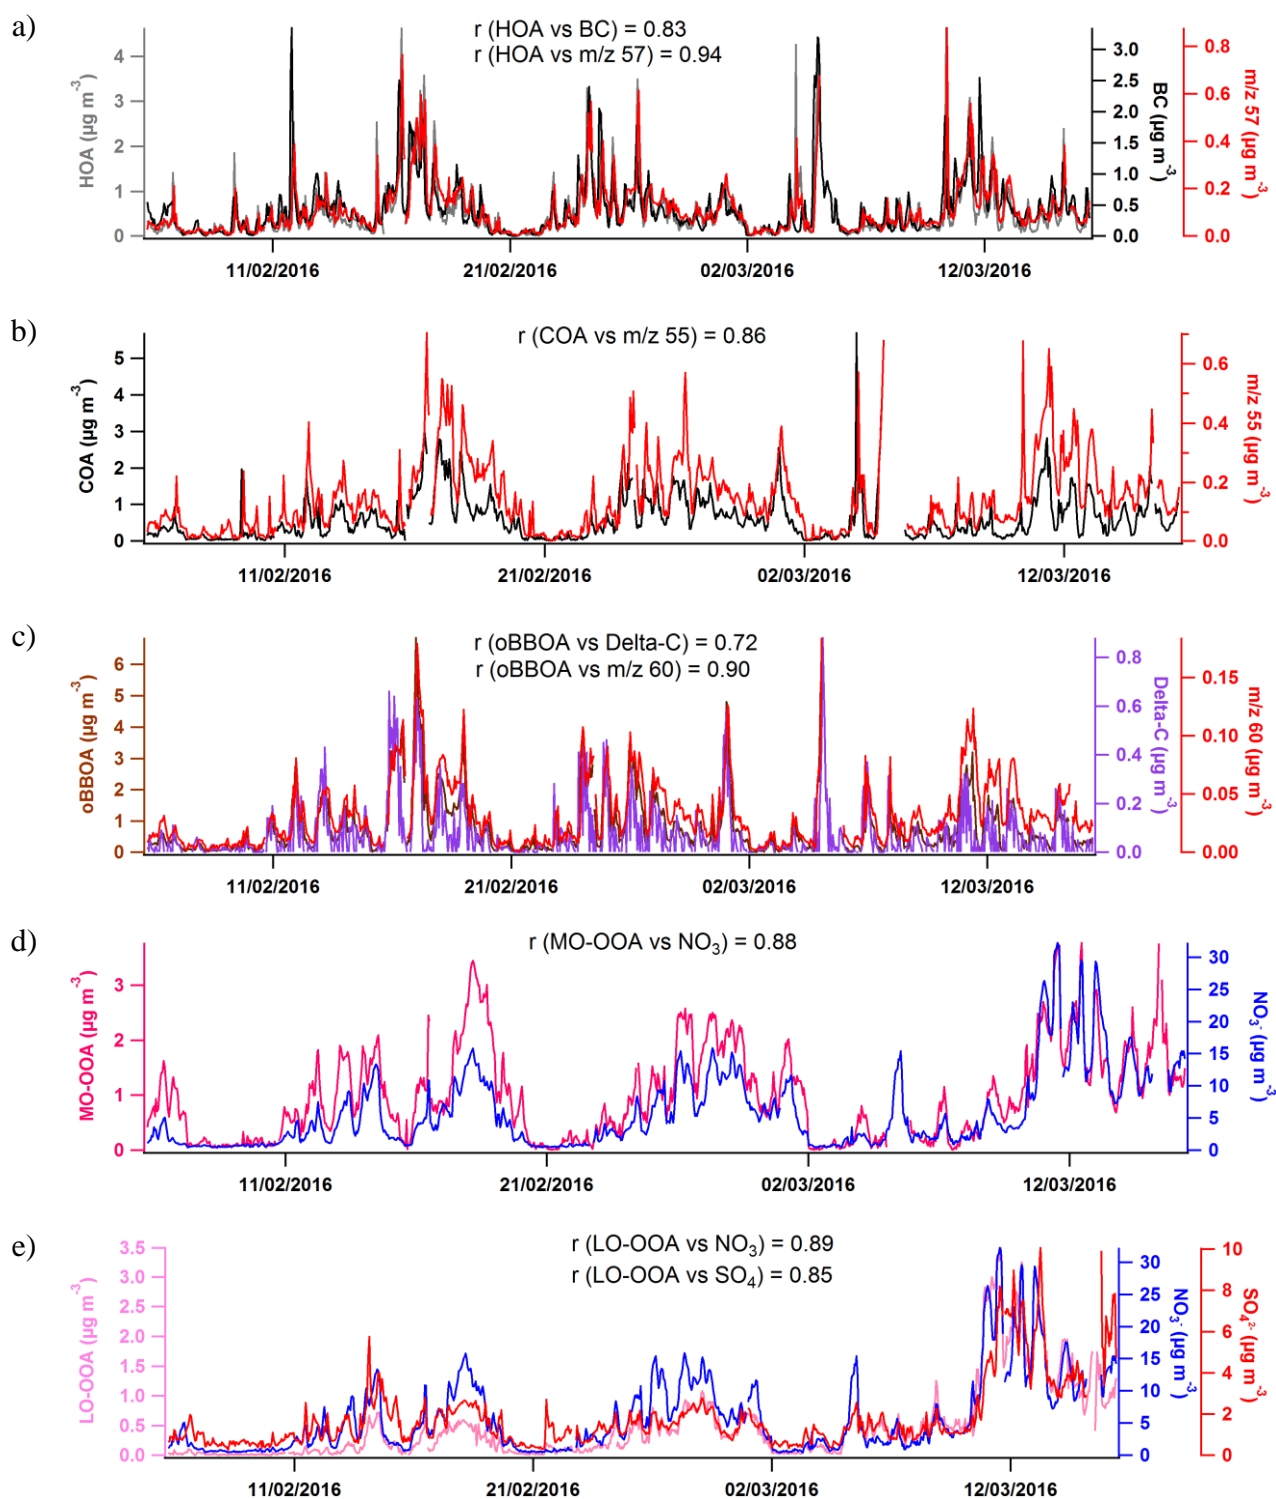 a)
r (HOA vs BC) = 0.83
r (HOA vs m/z 57) = 0.94
HOA (µg m⁻³)
4
3
2
1
0
BC (µg m⁻³)
3.0
2.5
2.0
1.5
1.0
0.5
0.0
m/z 57 (µg m⁻³)
0.8
0.6
0.4
0.2
0.0
11/02/2016 21/02/2016 02/03/2016 12/03/2016
b)
r (COA vs m/z 55) = 0.86
COA (µg m⁻³)
5
4
3
2
1
0
m/z 55 (µg m⁻³)
0.6
0.4
0.2
0.0
11/02/2016 21/02/2016 02/03/2016 12/03/2016
c)
r (oBBOA vs Delta-C) = 0.72
r (oBBOA vs m/z 60) = 0.90
oBBOA (µg m⁻³)
6
5
4
3
2
1
0
Delta-C (µg m⁻³)
0.8
0.6
0.4
0.2
0.0
m/z 60 (µg m⁻³)
0.15
0.10
0.05
0.00
11/02/2016 21/02/2016 02/03/2016 12/03/2016
d)
r (MO-OOA vs NO₃) = 0.88
MO-OOA (µg m⁻³)
3
2
1
0
NO₃⁻ (µg m⁻³)
30
25
20
15
10
5
0
11/02/2016 21/02/2016 02/03/2016 12/03/2016
e)
r (LO-OOA vs NO₃) = 0.89
r (LO-OOA vs SO₄) = 0.85
LO-OOA (µg m⁻³)
3.5
3.0
2.5
2.0
1.5
1.0
0.5
0.0
NO₃⁻ (µg m⁻³)
30
25
20
15
10
5
0
SO₄²⁻ (µg m⁻³)
10
8
6
4
2
0
11/02/2016 21/02/2016 02/03/2016 12/03/2016